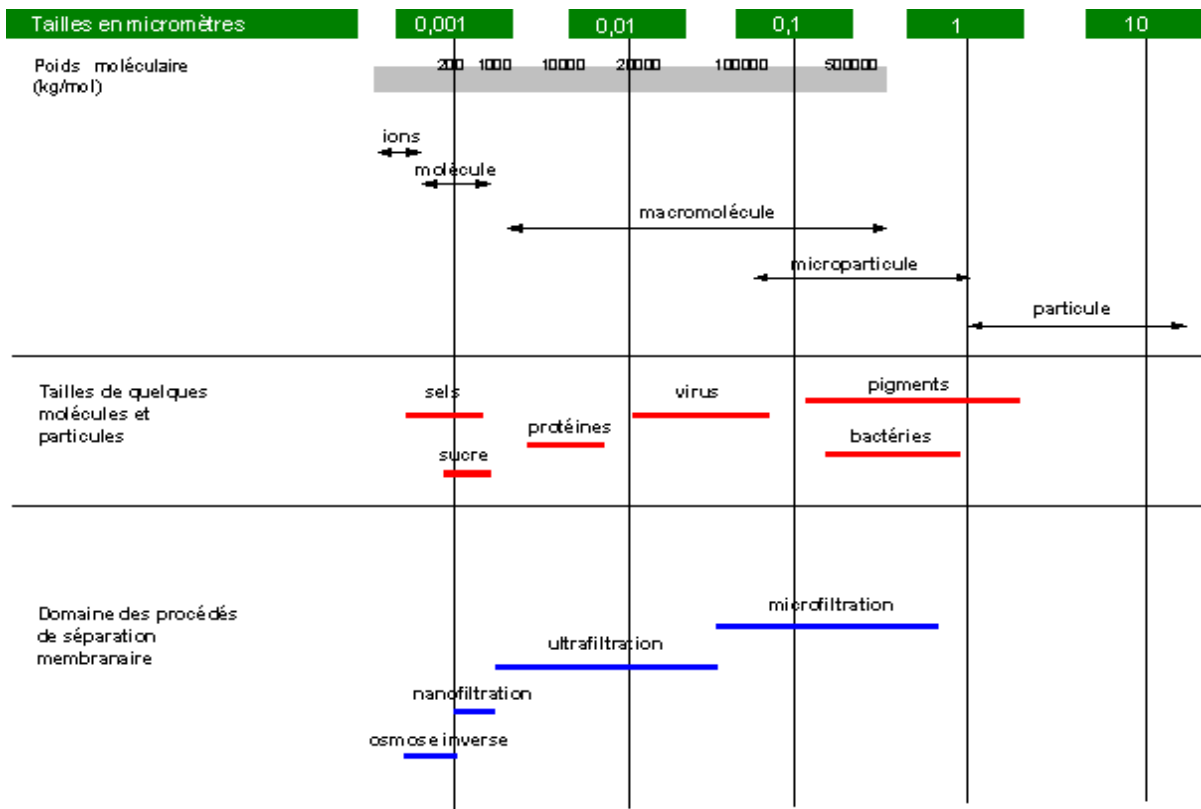 Tailles en micromètres 0,001 0,01 0,1 1 10
Poids moléculaire
(kg/mol)
200 1000 10000 20000 100000 500000
ions
molécule
macromolécule
microparticule
particule
Tailles de quelques
molécules et
particules
sels
virus
pigments
protéines
bactéries
sucre
Domaine des procédés
de séparation
membranaire
microfiltration
ultrafiltration
nanofiltration
osmose inverse